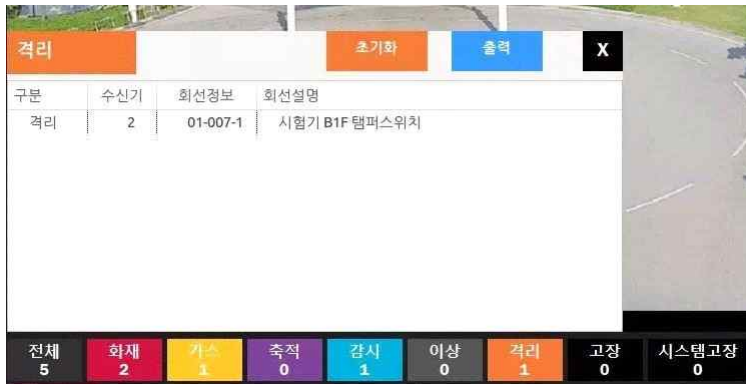 격리 초기화 출력 X
구분 수신기 회선정보 회선설명
격리 2 01-007-1 시험기 B1F 탬퍼스위치
전체 화재 가스 축적 감시 이상 격리 고장 시스템고장
5 2 1 0 1 0 1 0 0